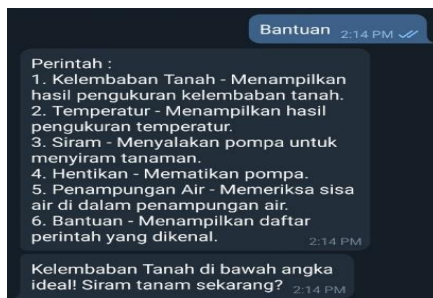 Bantuan 2:14 PM
Perintah :
1. Kelembaban Tanah - Menampilkan
hasil pengukuran kelembaban tanah.
2. Temperatur - Menampilkan hasil
pengukuran temperatur.
3. Siram - Menyalakan pompa untuk
menyiram tanaman.
4. Hentikan - Mematikan pompa.
5. Penampungan Air - Memeriksa sisa
air di dalam penampungan air.
6. Bantuan - Menampilkan daftar
perintah yang dikenal. 2:14 PM
Kelembaban Tanah di bawah angka
ideal! Siram tanam sekarang? 2:14 PM